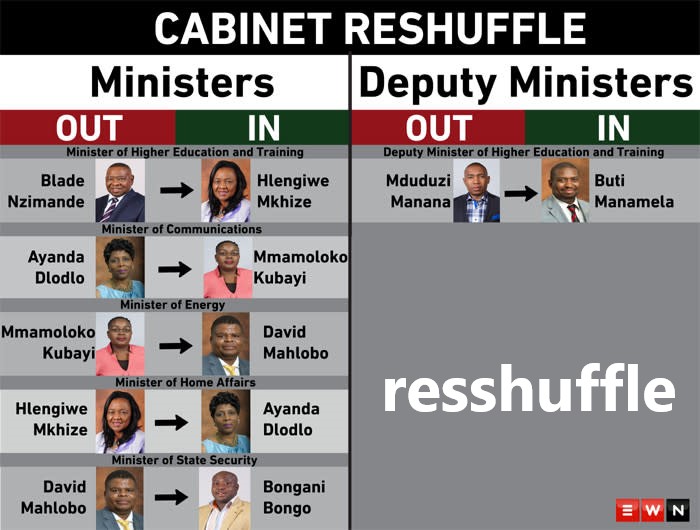 CABINET RESHUFFLE
Ministers
OUT IN
Minister of Higher Education and Training
Blade
Nzimande
Hlengiwe
Mkhize
Minister of Communications
Ayanda
Dlodlo
Mmamoloko
Kubayi
Minister of Energy
Mmamoloko
Kubayi
David
Mahlobo
Minister of Home Affairs
Hlengiwe
Mkhize
Ayanda
Dlodlo
Minister of State Security
David
Mahlobo
Bongani
Bongo
Deputy Ministers
OUT IN
Deputy Minister of Higher Education and Training
Mduduzi
Manana
Buti
Manamela
resshuffle
EWN